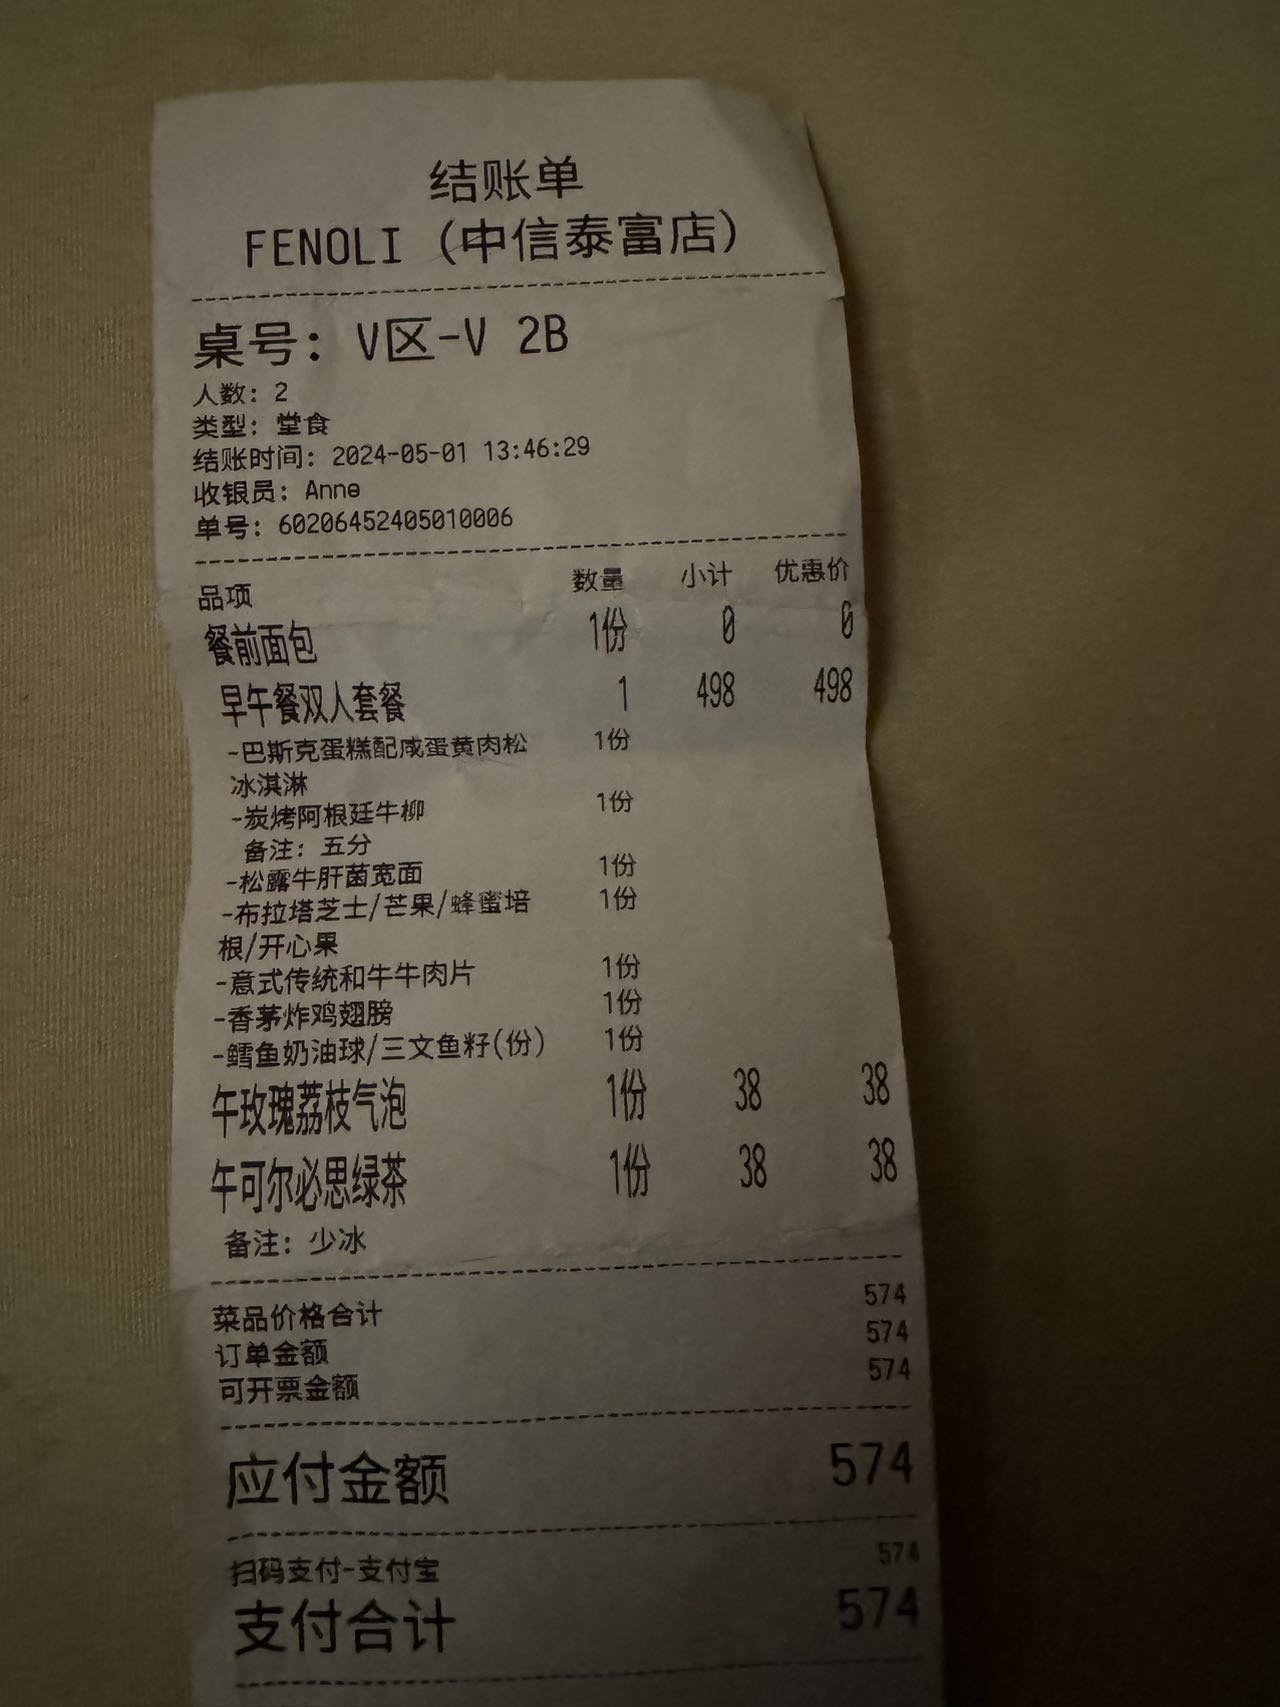 结账单
FENOLI (中信泰富店)
桌号: V区-V 2B
人数: 2
类型: 堂食
结账时间: 2024-05-01 13:46:29
收银员: Anne
单号: 60206452405010006
品项 数量 小计 优惠价
餐前面包 1份 0 0
早午餐双人套餐 1 498 498
-巴斯克蛋糕配咸蛋黄肉松 1份
冰淇淋
-炭烤阿根廷牛柳 1份
备注: 五分
-松露牛肝菌宽面 1份
-布拉塔芝士/芒果/蜂蜜培 1份
根/开心果
-意式传统和牛牛肉片 1份
-香茅炸鸡翅膀 1份
-鳕鱼奶油球/三文鱼籽(份) 1份
午玫瑰荔枝气泡 1份 38 38
午可尔必思绿茶 1份 38 38
备注: 少冰
菜品价格合计 574
订单金额 574
可开票金额 574
应付金额 574
扫码支付-支付宝 574
支付合计 574